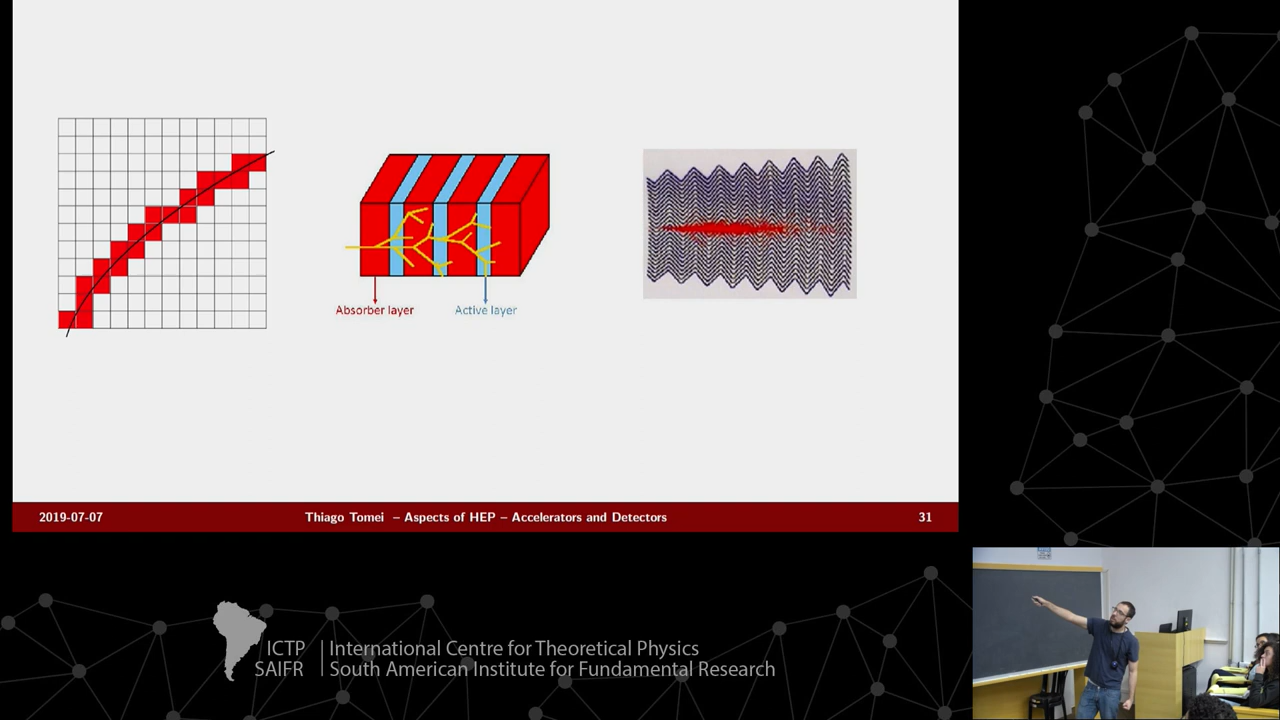 Absorber layer
Active layer
2019-07-07
Thiago Tomei – Aspects of HEP – Accelerators and Detectors
31
ICTP
SAIFR
International Centre for Theoretical Physics
South American Institute for Fundamental Research